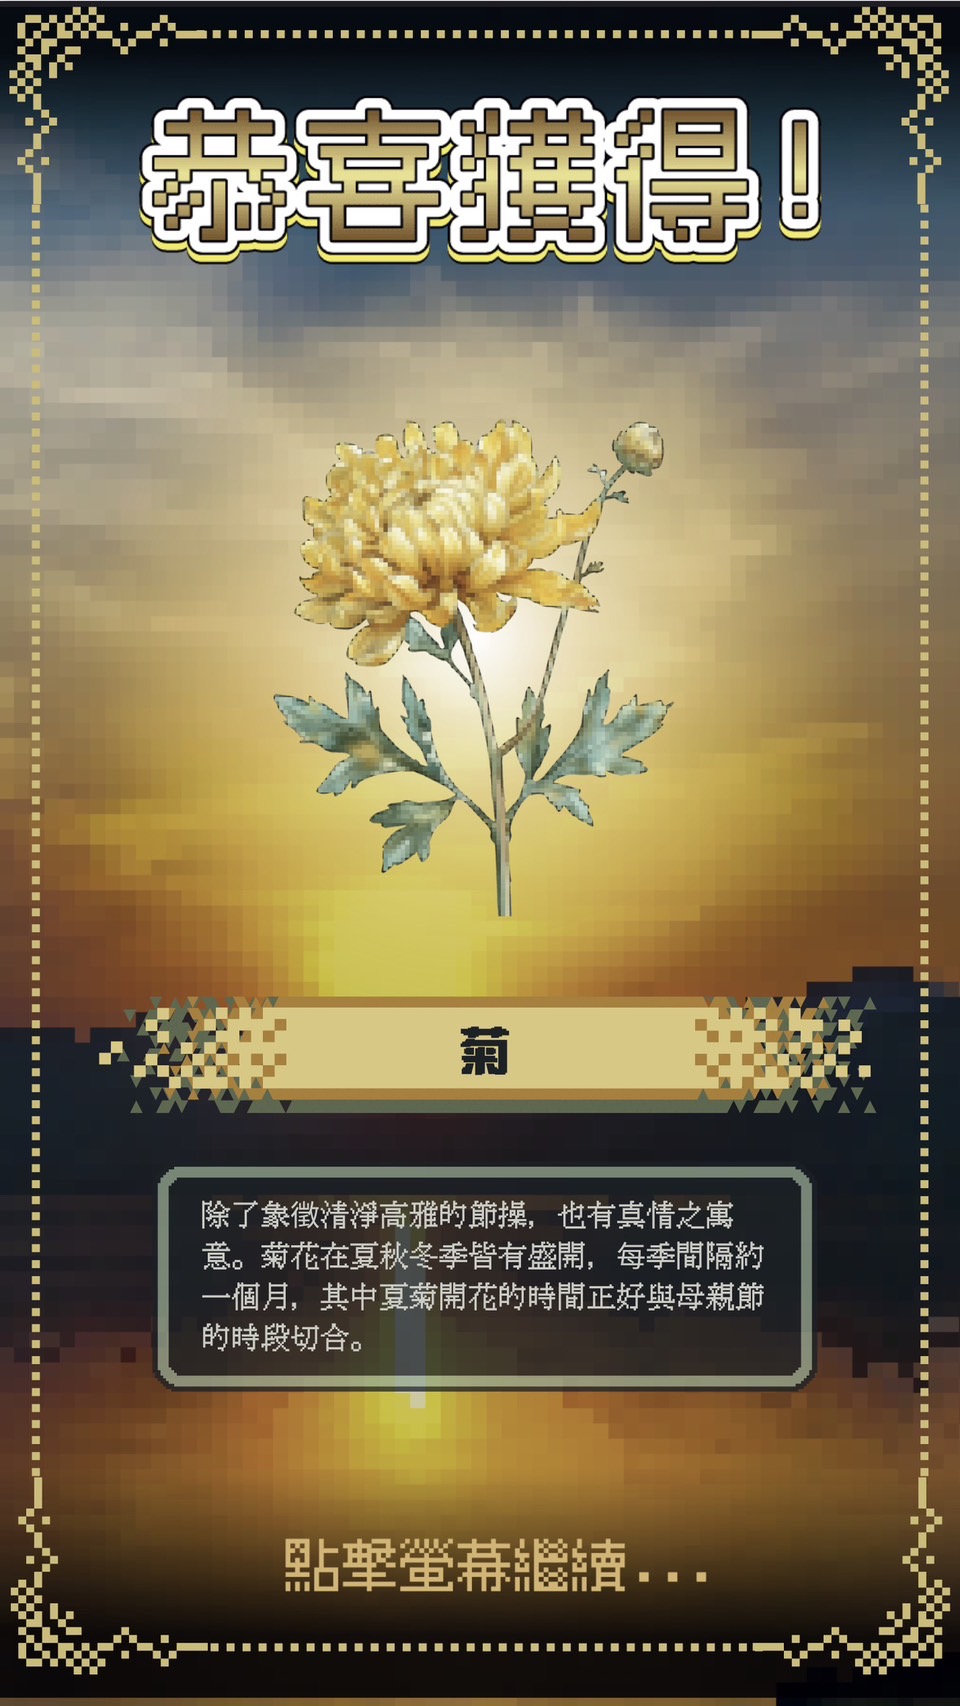 恭喜獲得!
菊
除了象徵清淨高雅的節操，也有真情之寓
意。菊花在夏秋冬季皆有盛開，每季間隔約
一個月，其中夏菊開花的時間正好與母親節
的時段切合。
點擊螢幕繼續...